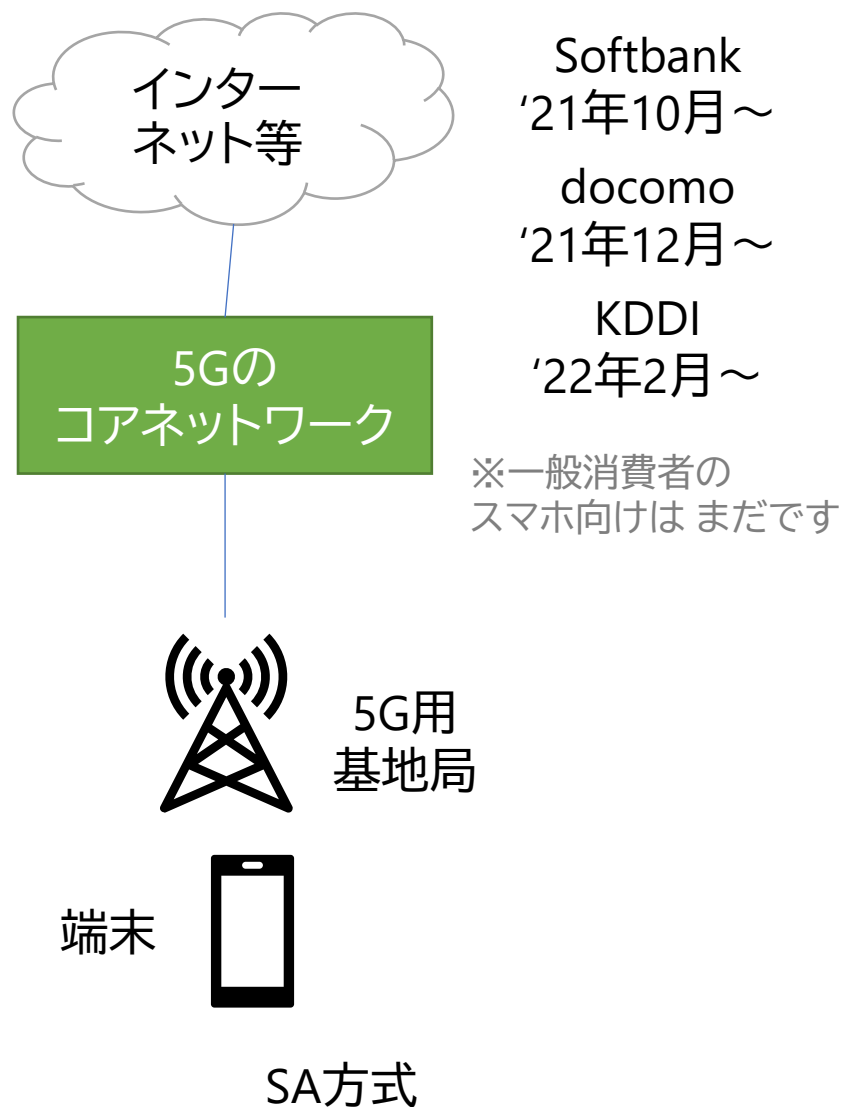 インター
ネット等
Softbank
‘21年10月～
docomo
‘21年12月～
KDDI
‘22年2月～
5Gの
コアネットワーク
※一般消費者の
スマホ向けは まだです
5G用
基地局
端末
SA方式